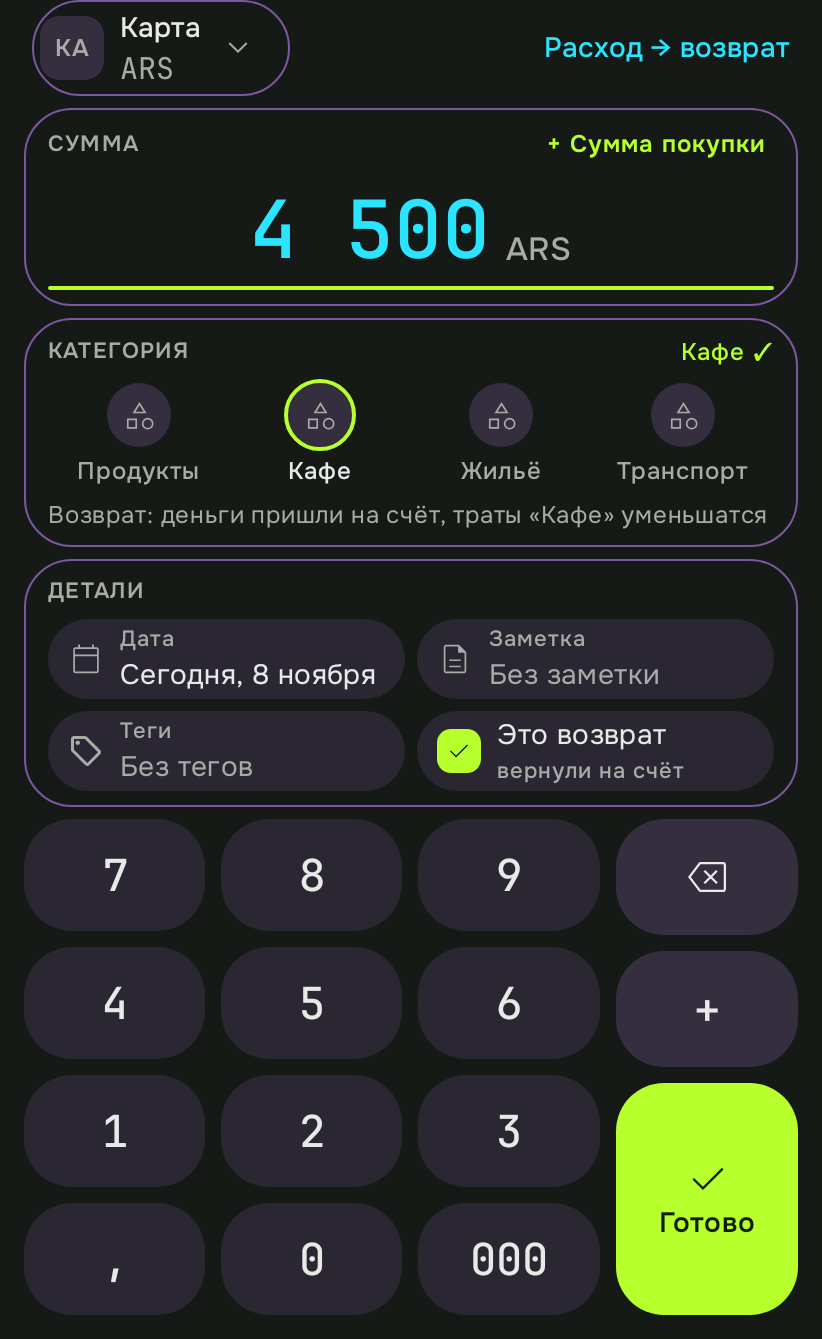 КА
Карта
ARS
Расход → возврат
СУММА
+ Сумма покупки
4 500 ARS
КАТЕГОРИЯ
Кафе ✓
Продукты
Кафе
Жильё
Транспорт
Возврат: деньги пришли на счёт, траты «Кафе» уменьшатся
ДЕТАЛИ
Дата
Сегодня, 8 ноября
Заметка
Без заметки
Теги
Без тегов
Это возврат
вернули на счёт
7 8 9
4 5 6 +
1 2 3
, 0 000
Готово